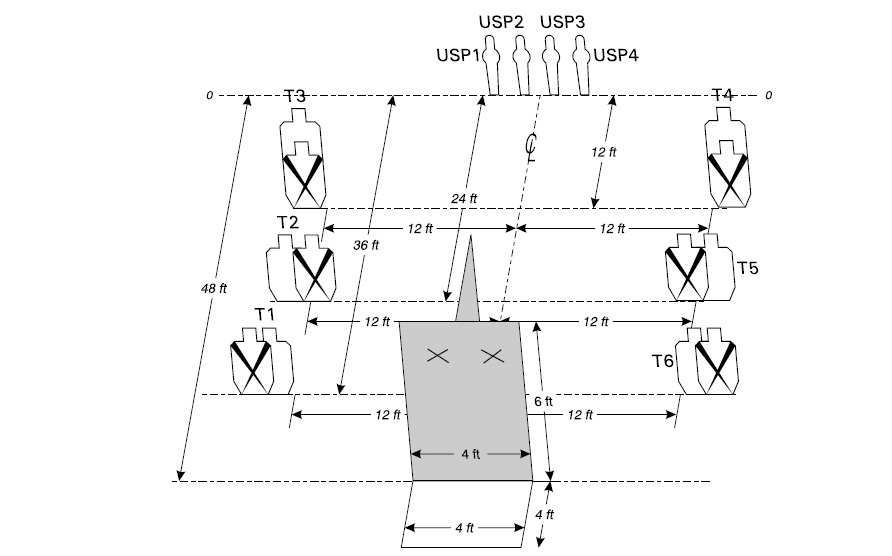 USP2 USP3
USP1 USP4
0 0
T3 T4
℄
12 ft
24 ft
T2 12 ft 12 ft
36 ft
T5
48 ft
T1 12 ft 12 ft
T6
6 ft
12 ft 12 ft
4 ft
4 ft
4 ft